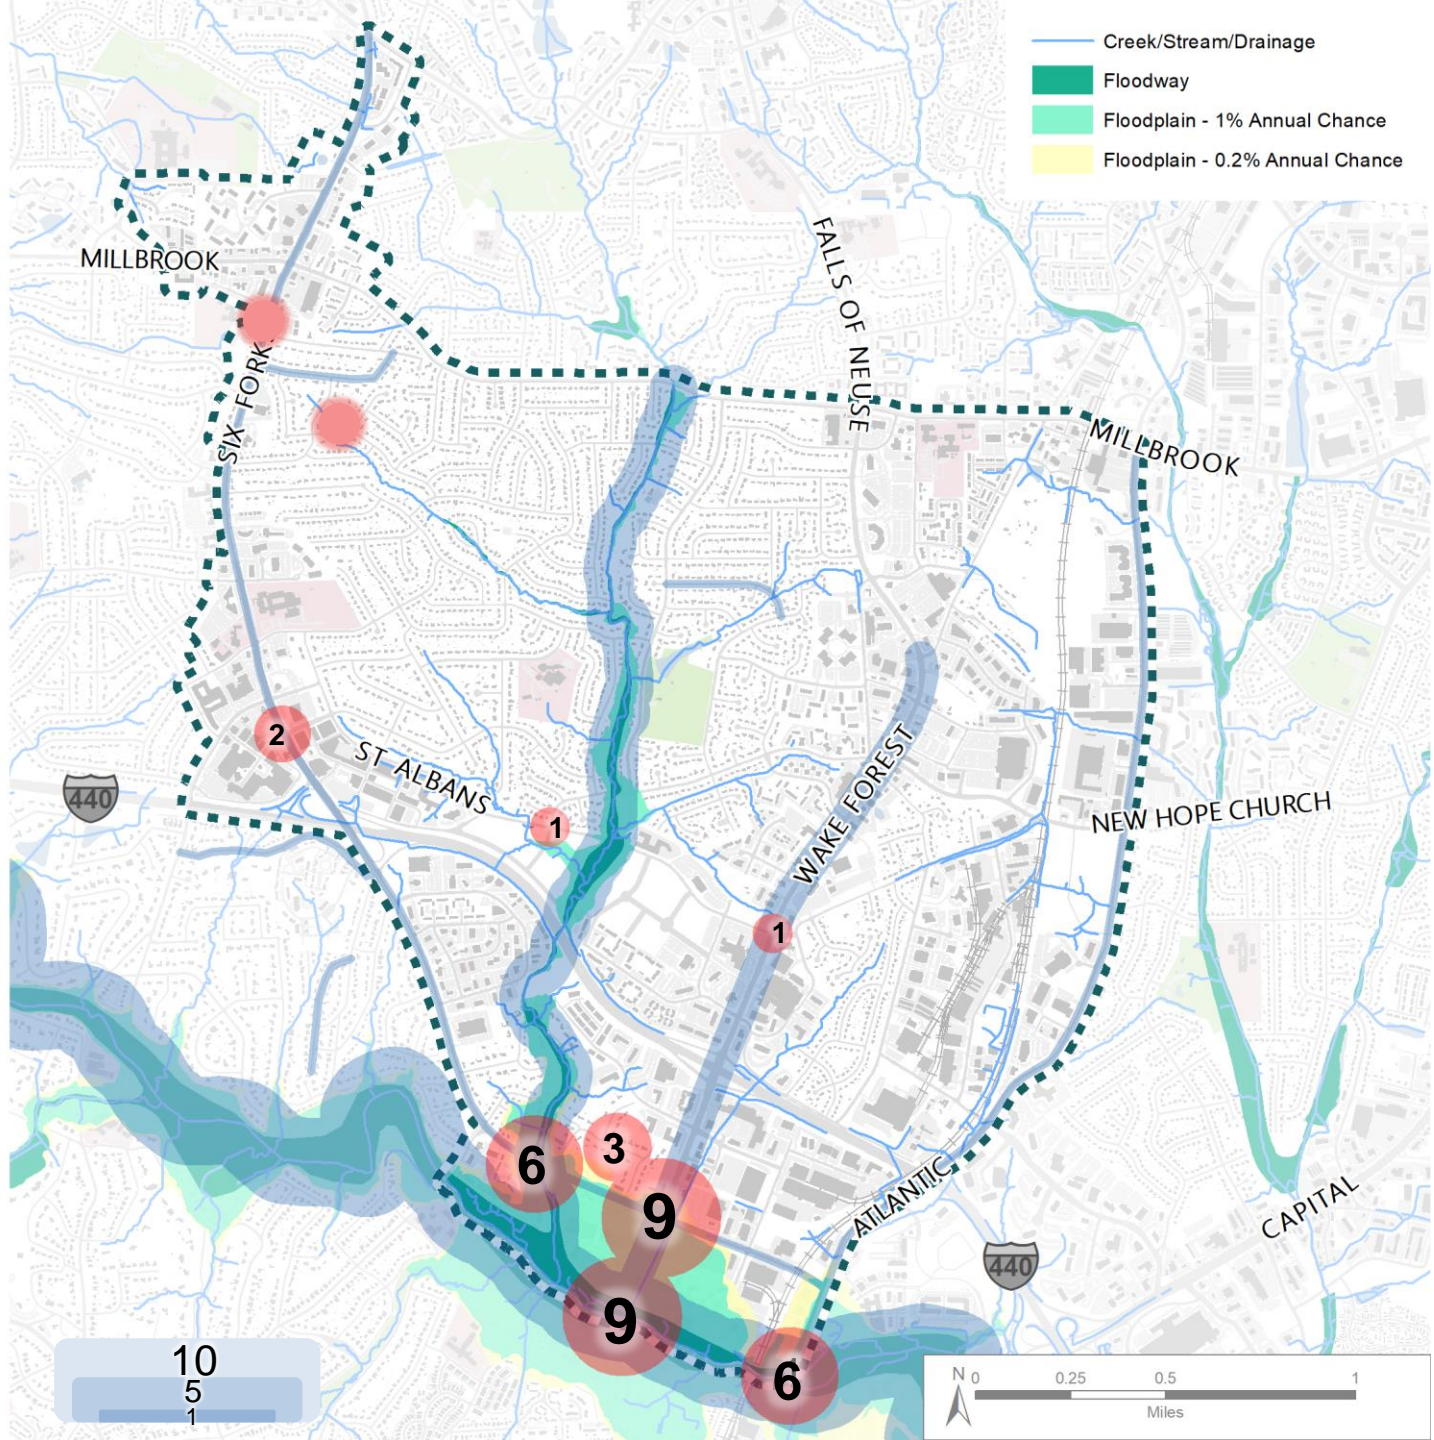 Creek/Stream/Drainage
Floodway
Floodplain - 1% Annual Chance
Floodplain - 0.2% Annual Chance
MILLBROOK
FALLS OF NEUSE
SIX FORK
MILLBROOK
2
ST ALBANS
440
1
WAKE FOREST
NEW HOPE CHURCH
1
3
6
9
ATLANTIC
CAPITAL
440
9
6
10
5
1
N
0 0.25 0.5 1
Miles